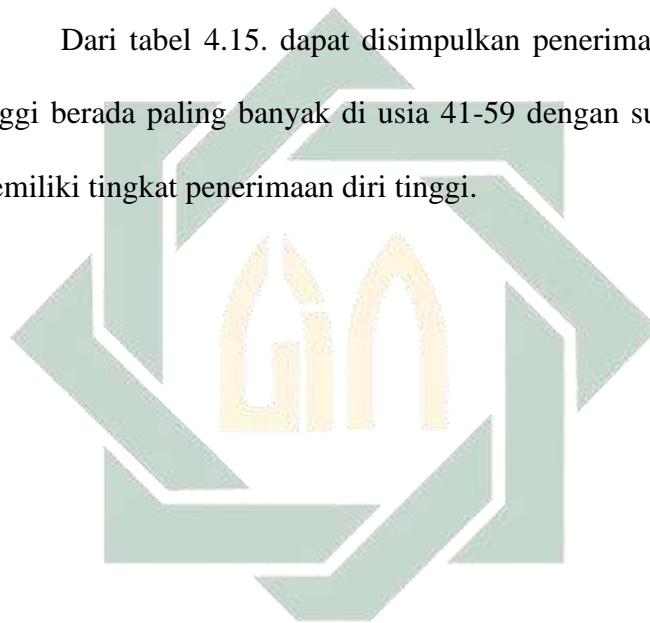 Dari tabel 4.15. dapat disimpulkan penerima
ggi berada paling banyak di usia 41-59 dengan su
emiliki tingkat penerimaan diri tinggi.